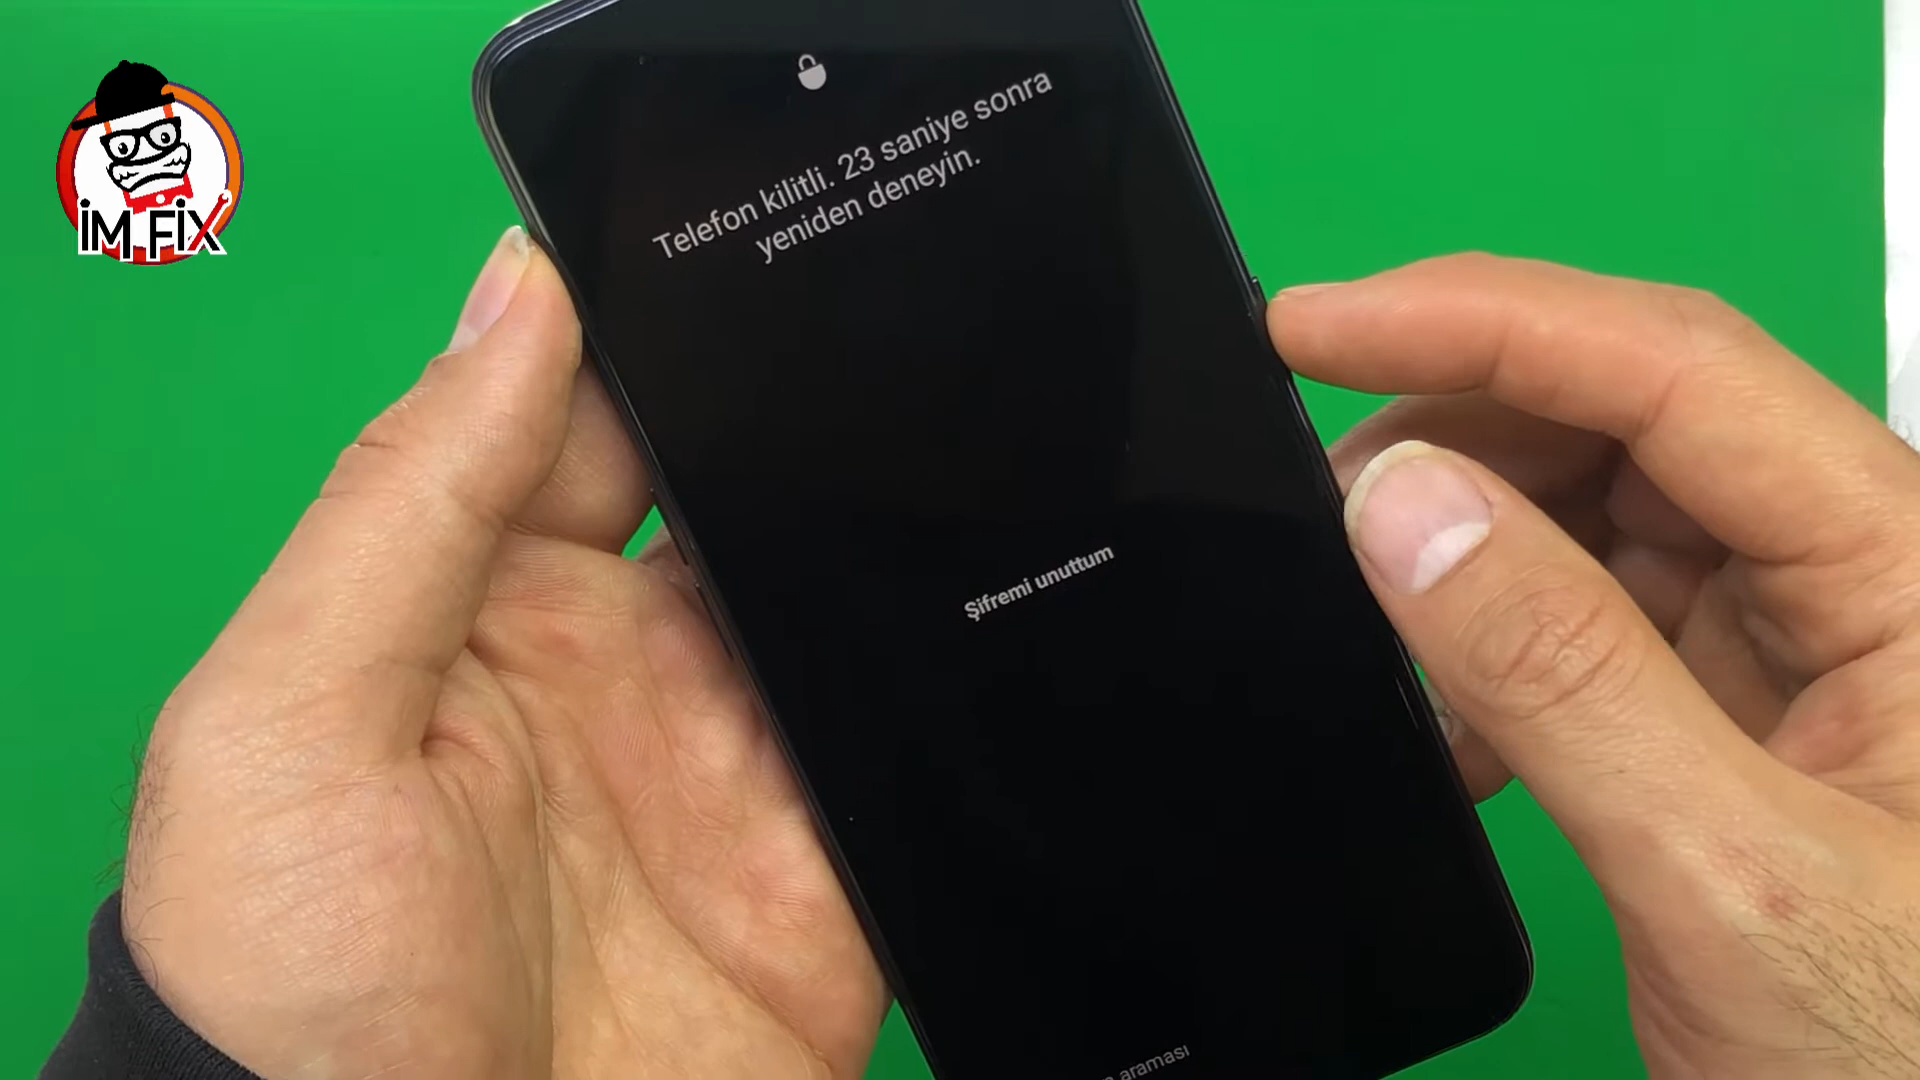 İM FİX
Telefon kilitli. 23 saniye sonra
yeniden deneyin.
Şifremi unuttum
araması